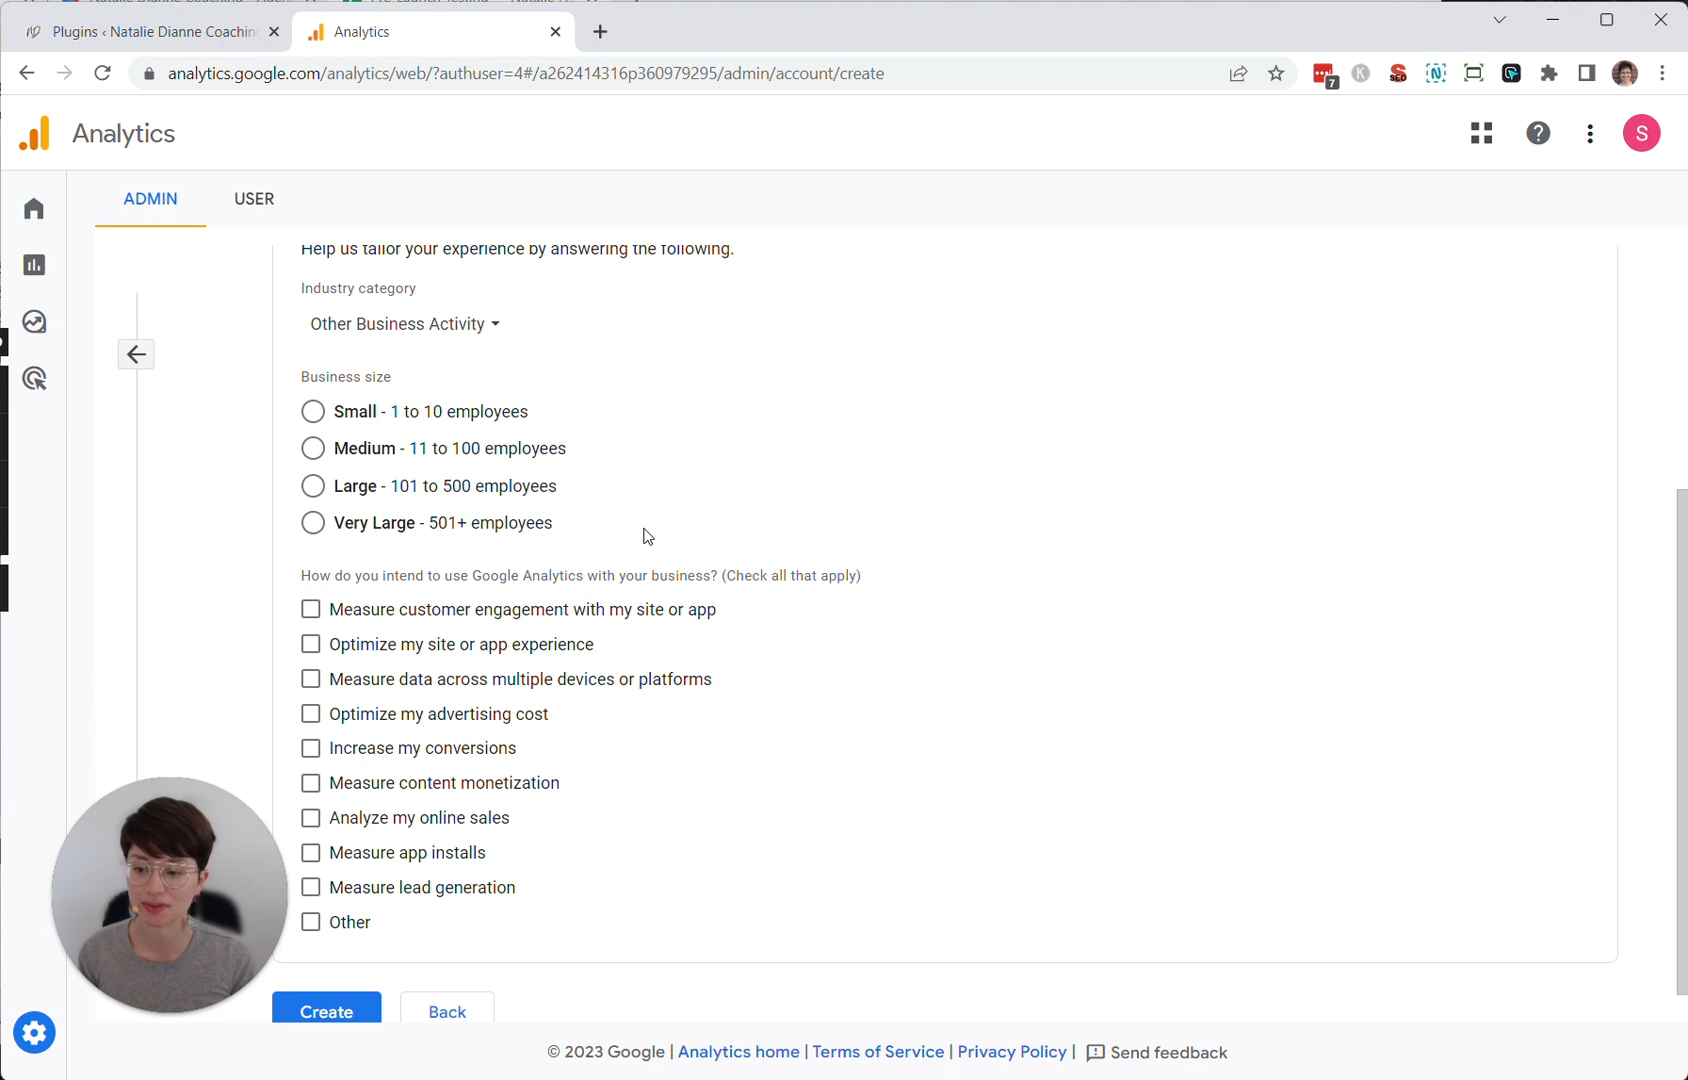 Plugins ‹ Natalie Dianne Coachin
Analytics
analytics.google.com/analytics/web/?authuser=4#/a262414316p360979295/admin/account/create
7
K
SEO
N
Analytics
?
S
ADMIN
USER
Help us tailor your experience by answering the following.
Industry category
Other Business Activity
Business size
Small - 1 to 10 employees
Medium - 11 to 100 employees
Large - 101 to 500 employees
Very Large - 501+ employees
How do you intend to use Google Analytics with your business? (Check all that apply)
Measure customer engagement with my site or app
Optimize my site or app experience
Measure data across multiple devices or platforms
Optimize my advertising cost
Increase my conversions
Measure content monetization
Analyze my online sales
Measure app installs
Measure lead generation
Other
Create
Back
© 2023 Google | Analytics home | Terms of Service | Privacy Policy | Send feedback